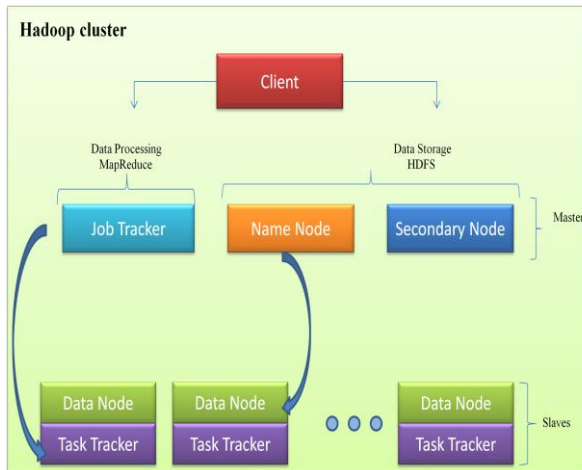 Hadoop cluster
Client
Data Processing
MapReduce
Data Storage
HDFS
Job Tracker
Name Node
Secondary Node
Master
Data Node
Data Node
Data Node
Task Tracker
Task Tracker
Task Tracker
Slaves